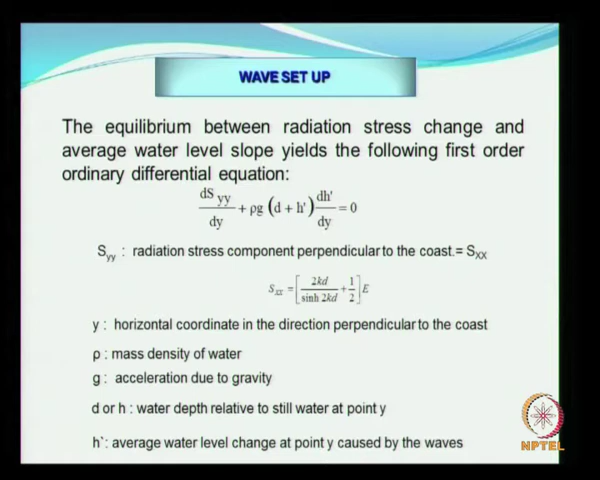 WAVE SET UP
The equilibrium between radiation stress change and
average water level slope yields the following first order
ordinary differential equation:
dS yy / dy + ρg (d + h') dh' / dy = 0
Syy : radiation stress component perpendicular to the coast.= Sxx
Sxx = [ 2kd / sinh 2kd + 1 / 2 ] E
y : horizontal coordinate in the direction perpendicular to the coast
ρ : mass density of water
g : acceleration due to gravity
d or h : water depth relative to still water at point y
h' : average water level change at point y caused by the waves
NPTEL